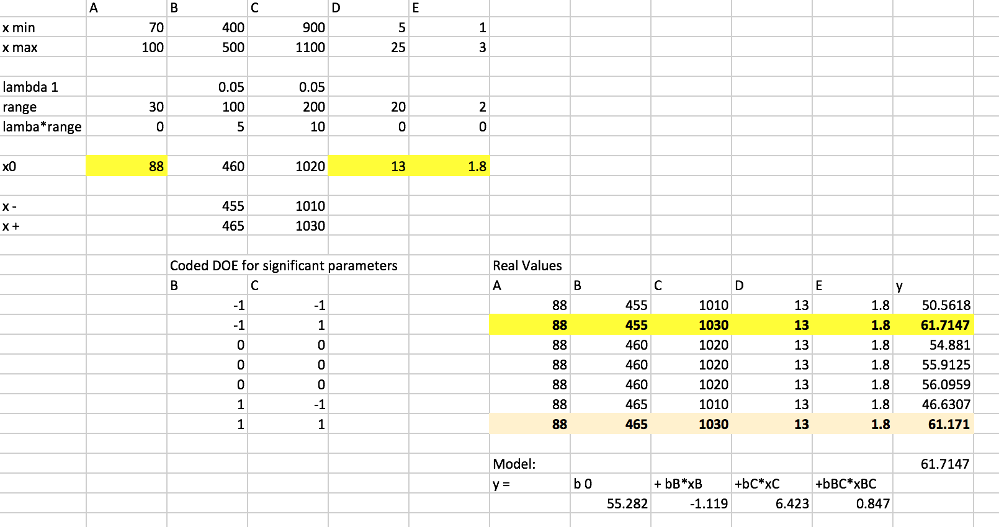 A B C D E
x min 70 400 900 5 1
x max 100 500 1100 25 3
lambda 1 0.05 0.05
range 30 100 200 20 2
lamba*range 0 5 10 0 0
x0 88 460 1020 13 1.8
x - 455 1010
x + 465 1030
Coded DOE for significant parameters Real Values
B C A B C D E y
-1 -1 88 455 1010 13 1.8 50.5618
-1 1 88 455 1030 13 1.8 61.7147
0 0 88 460 1020 13 1.8 54.881
0 0 88 460 1020 13 1.8 55.9125
0 0 88 460 1020 13 1.8 56.0959
1 -1 88 465 1010 13 1.8 46.6307
1 1 88 465 1030 13 1.8 61.171
Model: 61.7147
y = b 0 + bB*xB +bC*xC +bBC*xBC
55.282 -1.119 6.423 0.847